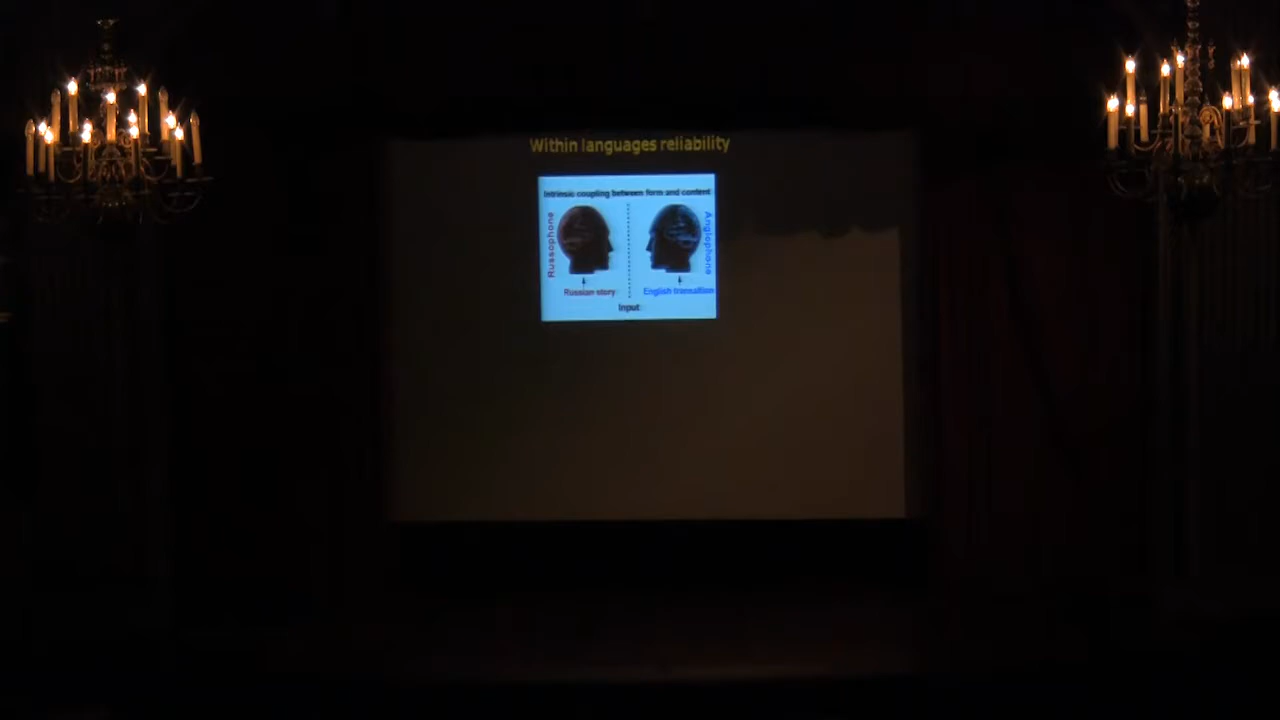 Within languages reliability
Intrinsic coupling between form and content
Russophone
Anglophone
Russian story
English translation
Input